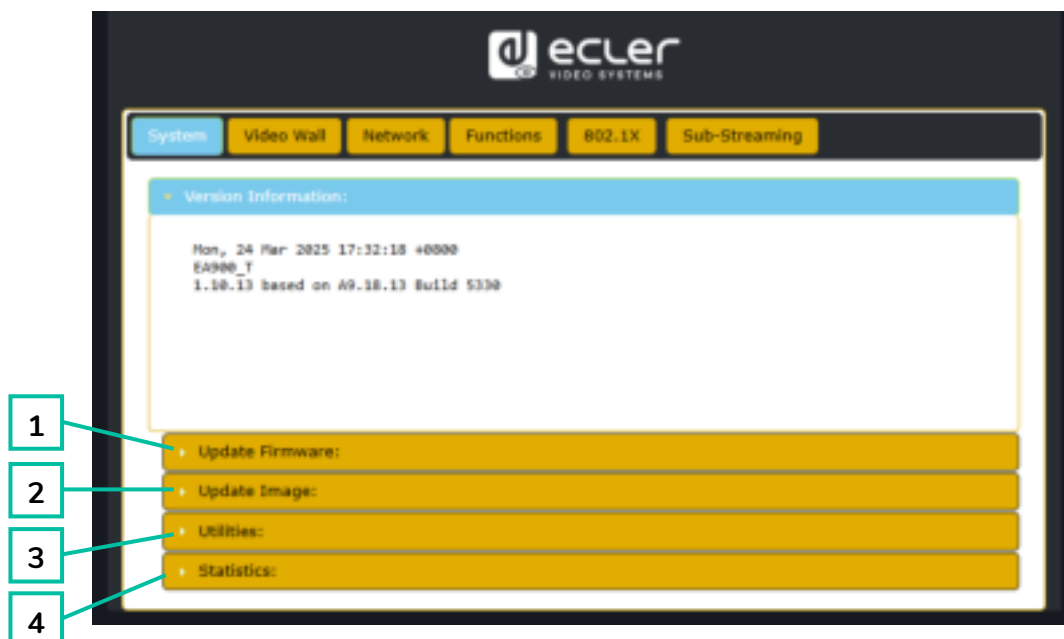 ecler
VIDEO SYSTEMS
System Video Wall Network Functions 802.1X Sub-Streaming
Version Information:
Mon, 24 Mar 2025 17:32:18 +0800
EA900_T
1.10.13 based on A9.18.13 Build 5330
1
Update Firmware:
2
Update Image:
3
Utilities:
4
Statistics: